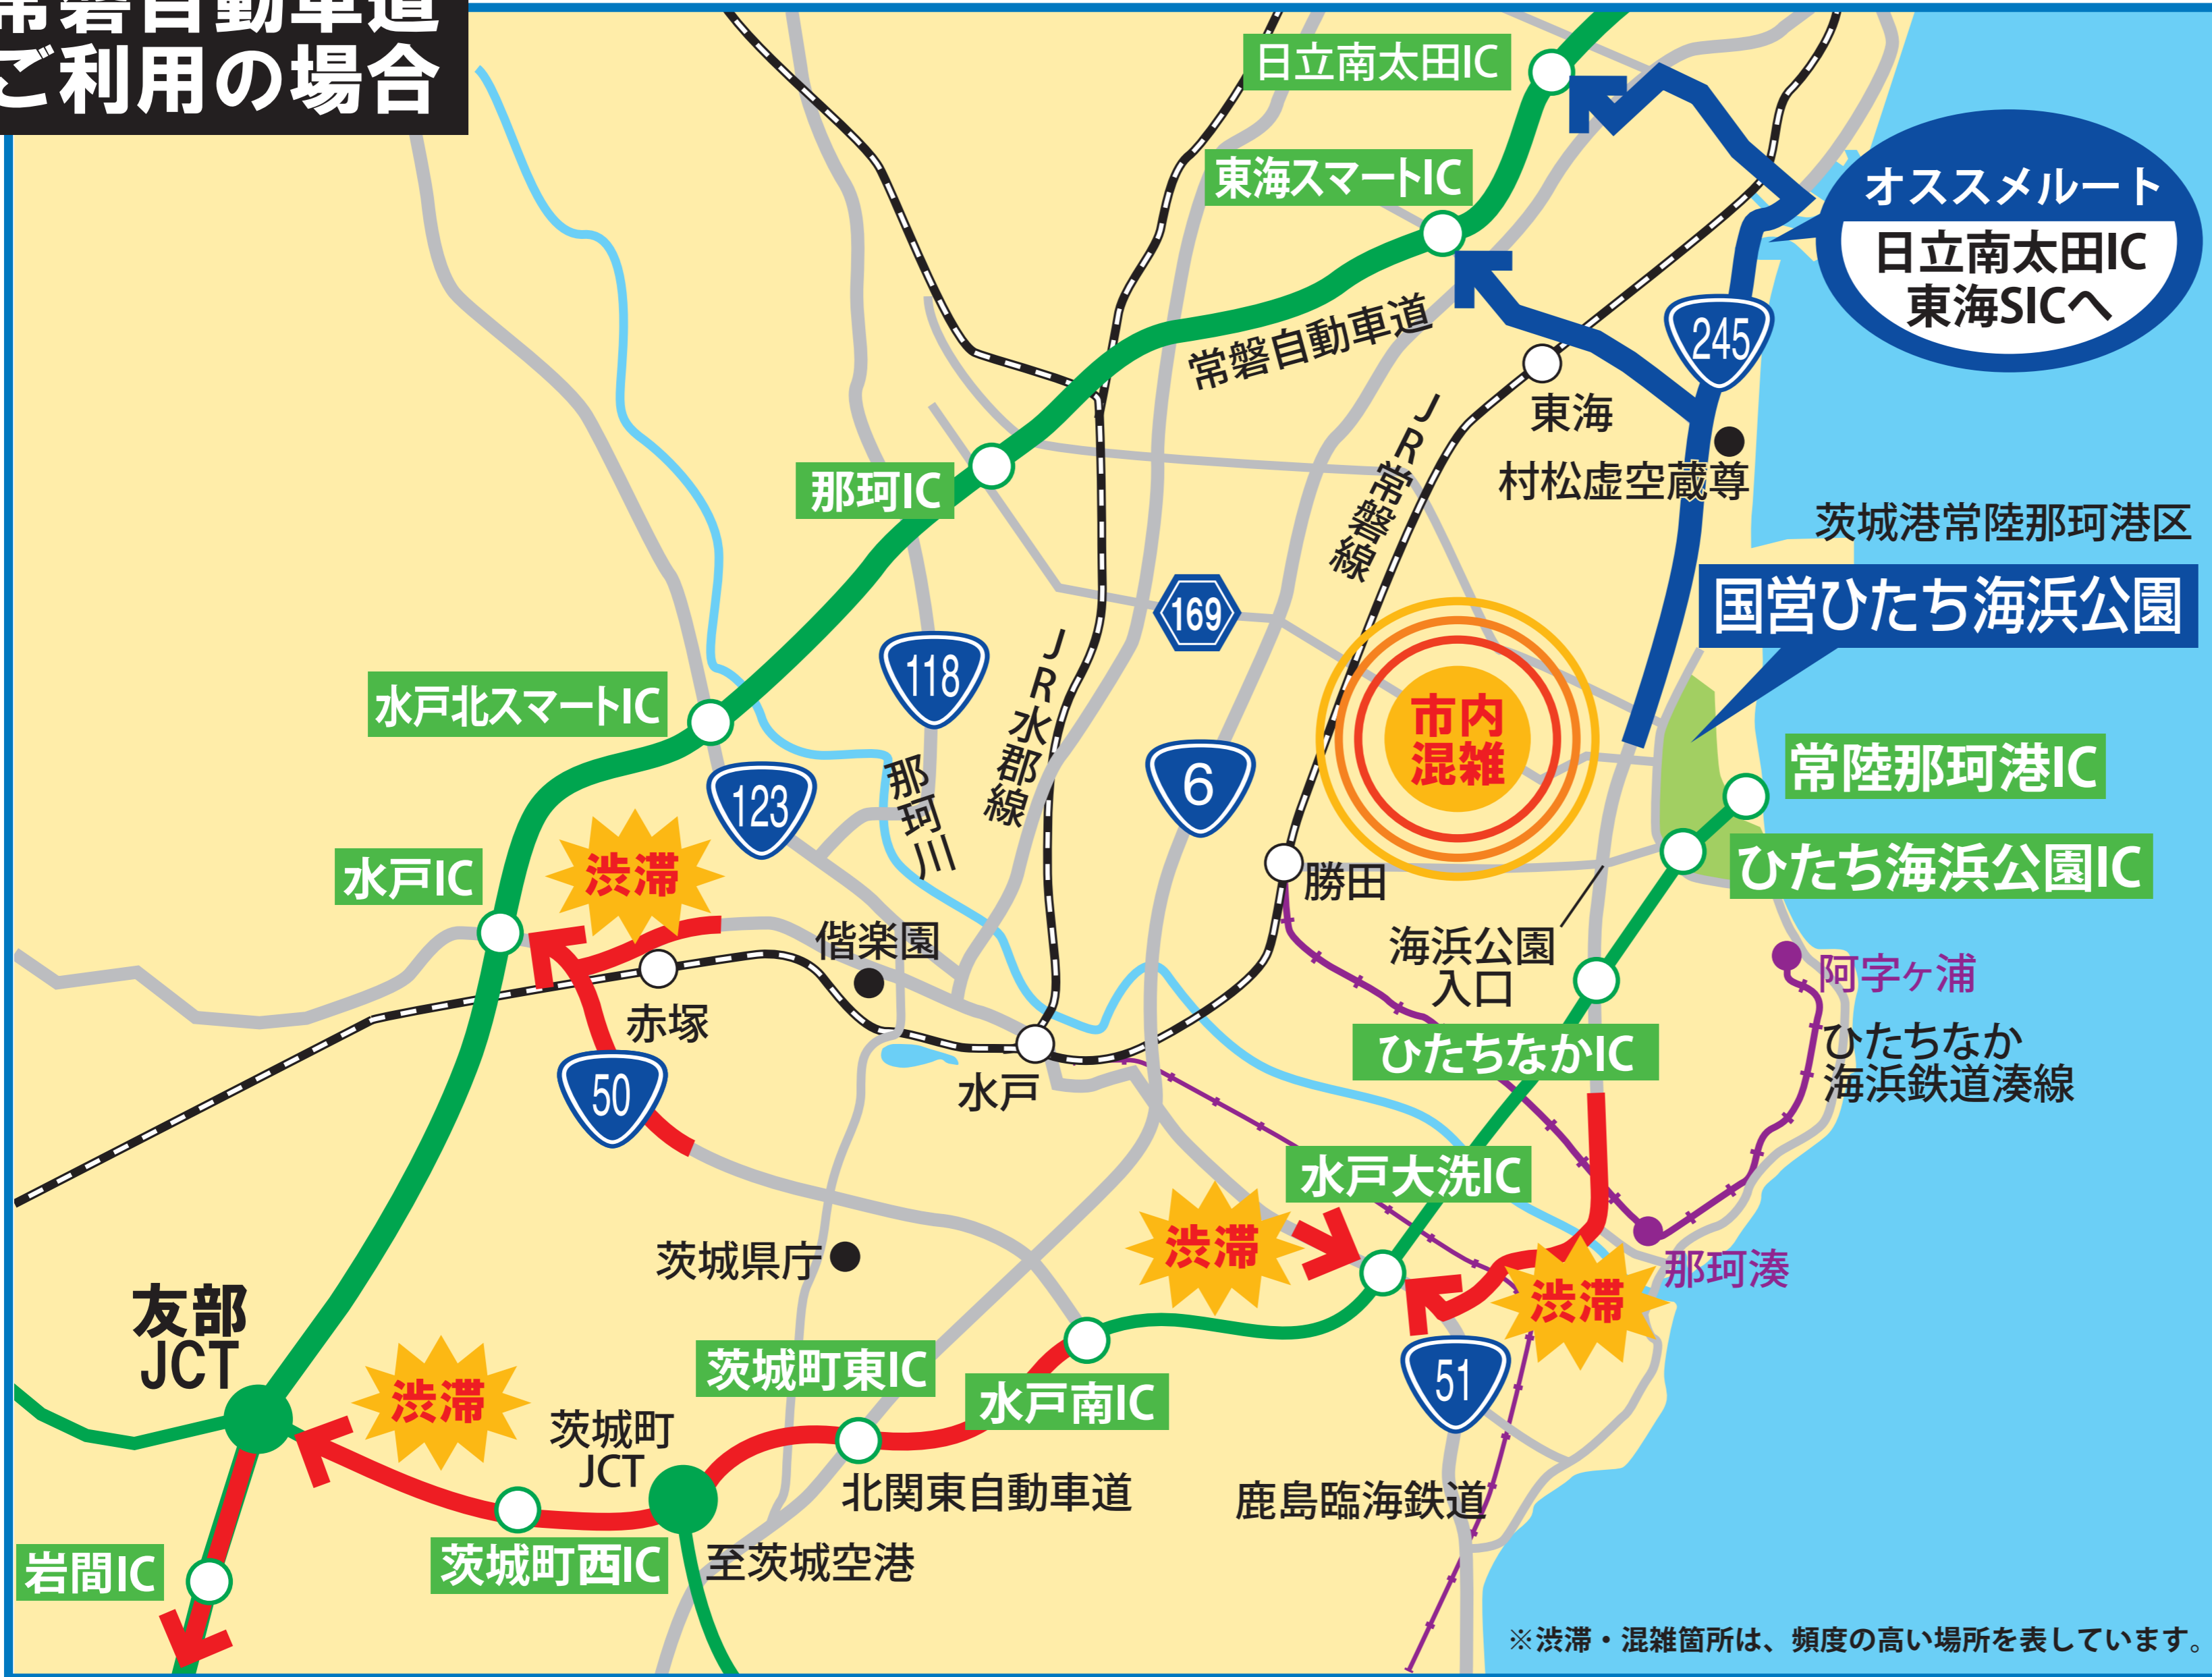 常磐自動車道
ご利用の場合
日立南太田IC
東海スマートIC
オススメルート
日立南太田IC
東海SICへ
245
常磐自動車道
東海
村松虚空蔵尊
JR常磐線
那珂IC
茨城港常陸那珂港区
国営ひたち海浜公園
169
118
JR水郡線
水戸北スマートIC
市内
混雑
6
123
那珂川
常陸那珂港IC
ひたち海浜公園IC
水戸IC
渋滞
勝田
偕楽園
海浜公園
入口
阿字ヶ浦
赤塚
ひたちなか
海浜鉄道湊線
ひたちなかIC
水戸
50
水戸大洗IC
渋滞
茨城県庁
那珂湊
渋滞
友部
JCT
茨城町東IC
水戸南IC
51
渋滞
茨城町
JCT
北関東自動車道
鹿島臨海鉄道
茨城町西IC
至茨城空港
岩間IC
※渋滞・混雑箇所は、頻度の高い場所を表しています。